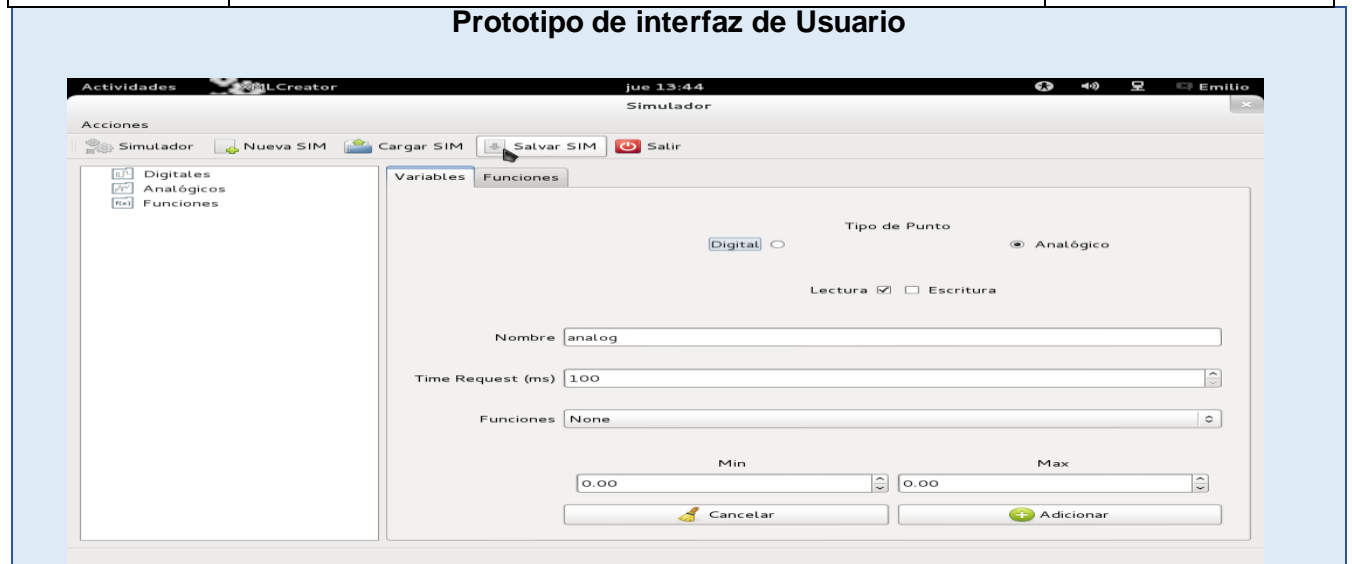 Prototipo de interfaz de Usuario
Actividades LCreator jue 13:44 Emilio
Simulador
Acciones
Simulador Nueva SIM Cargar SIM Salvar SIM Salir
Digitales
Analógicos
f(x) Funciones
Variables Funciones
Tipo de Punto
Digital Analógico
Lectura Escritura
Nombre analog
Time Request (ms) 100
Funciones None
Min Max
0.00 0.00
Cancelar Adicionar